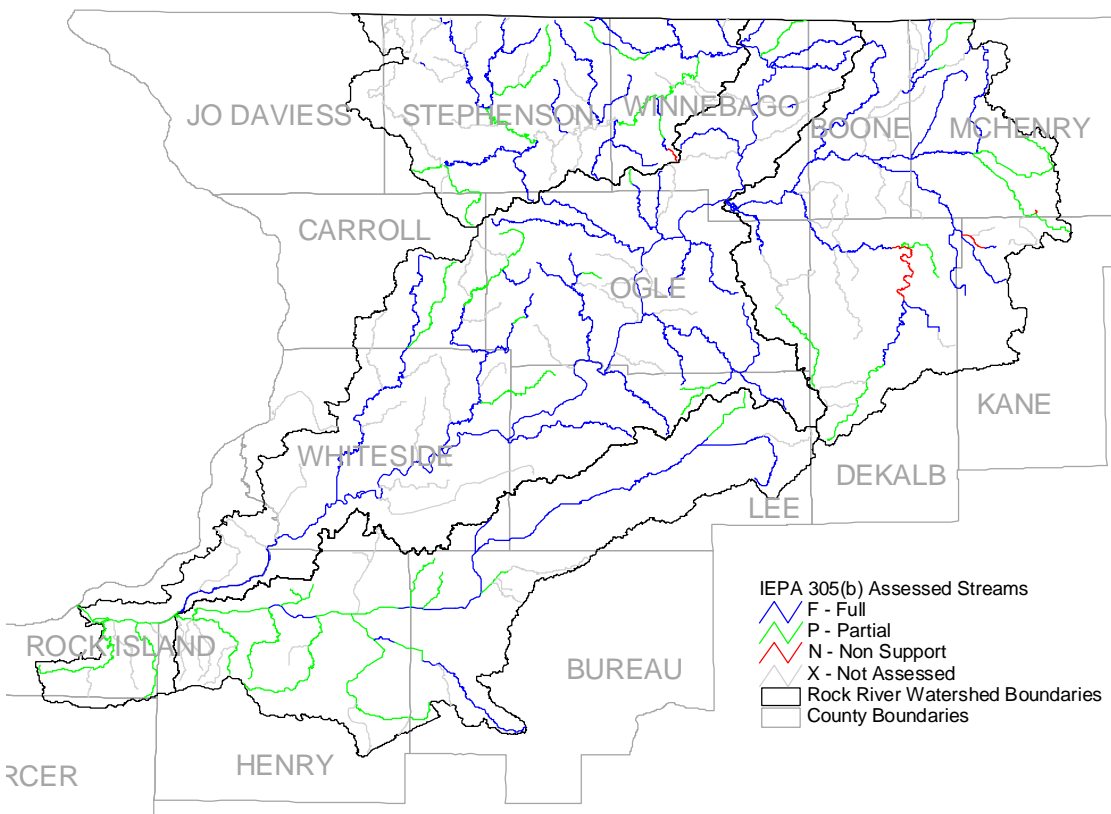 JO DAVIESS
STEPHENSON
WINNEBAGO
BOONE
MCHENRY
CARROLL
OGLE
KANE
WHITESIDE
DEKALB
LEE
IEPA 305(b) Assessed Streams
F - Full
P - Partial
N - Non Support
X - Not Assessed
Rock River Watershed Boundaries
County Boundaries
ROCK ISLAND
BUREAU
HENRY
RCER